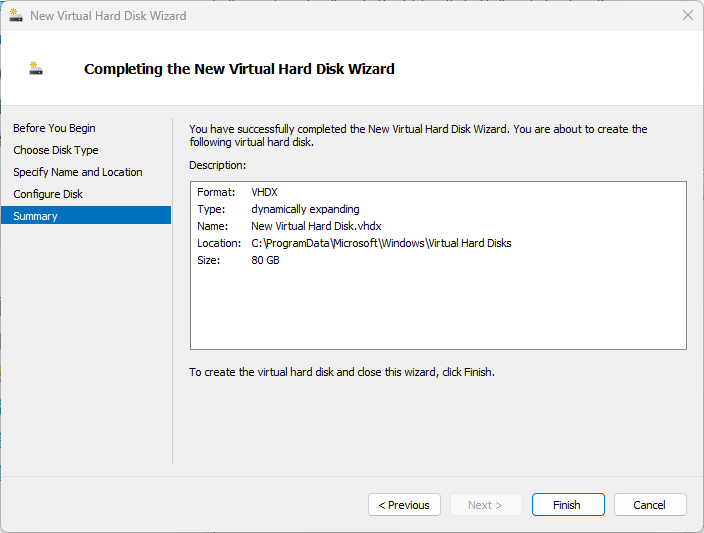 New Virtual Hard Disk Wizard
Completing the New Virtual Hard Disk Wizard
Before You Begin
Choose Disk Type
Specify Name and Location
Configure Disk
Summary
You have successfully completed the New Virtual Hard Disk Wizard. You are about to create the
following virtual hard disk.
Description:
Format: VHDX
Type: dynamically expanding
Name: New Virtual Hard Disk.vhdx
Location: C:\ProgramData\Microsoft\Windows\Virtual Hard Disks
Size: 80 GB
To create the virtual hard disk and close this wizard, click Finish.
< Previous Next > Finish Cancel